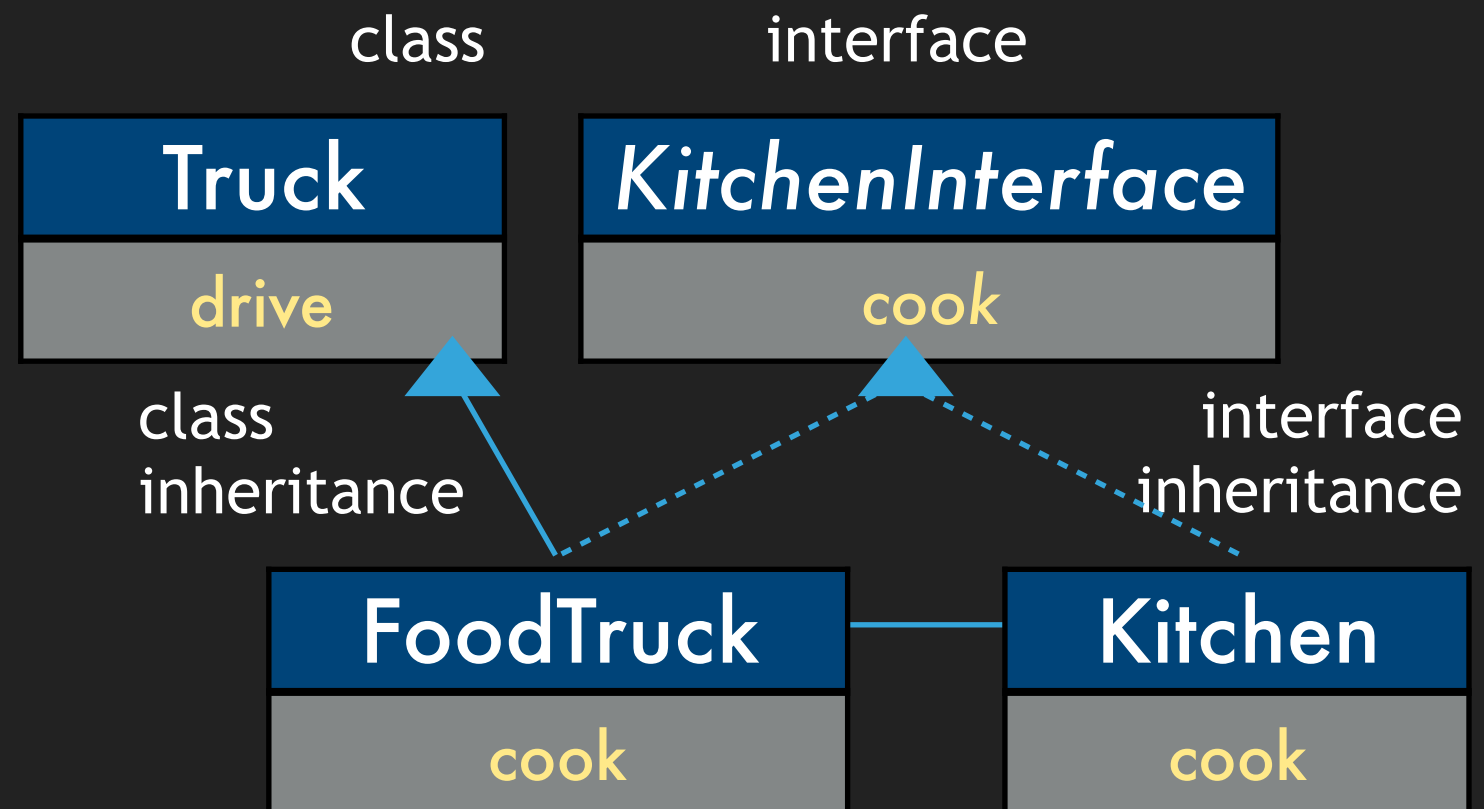 class
interface
Truck
KitchenInterface
drive
cook
class
inheritance
interface
inheritance
FoodTruck
Kitchen
cook
cook